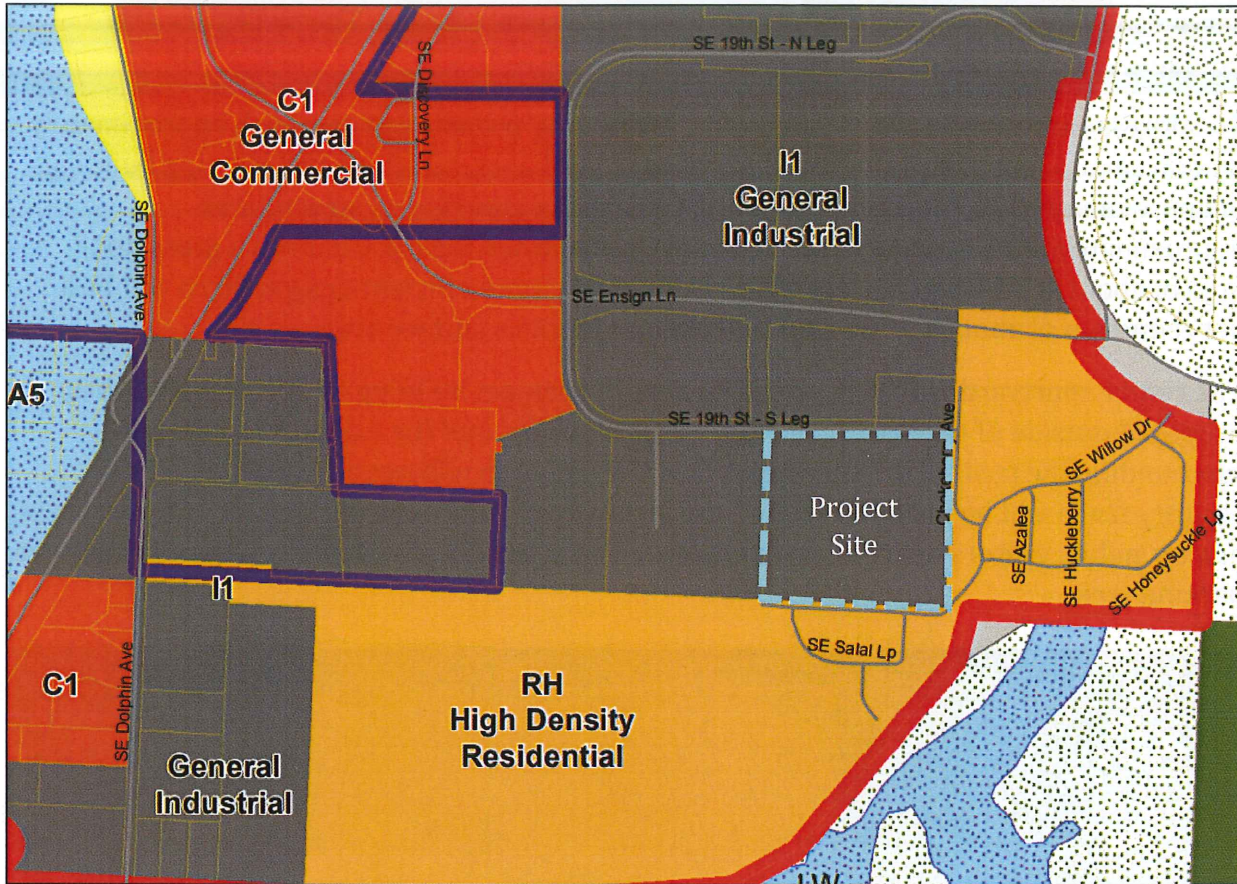 SE 19th St - N Leg
SE Discovery Ln
C1
General
Commercial
I1
General
Industrial
SE Dolphin Ave
SE Ensign Ln
A5
SE 19th St - S Leg
Ave
SE Willow Dr
Project
Site
SE Azalea
SE Huckleberry
SE Honeysuckle Lp
I1
SE Salal Lp
C1
SE Dolphin Ave
RH
High Density
Residential
General
Industrial